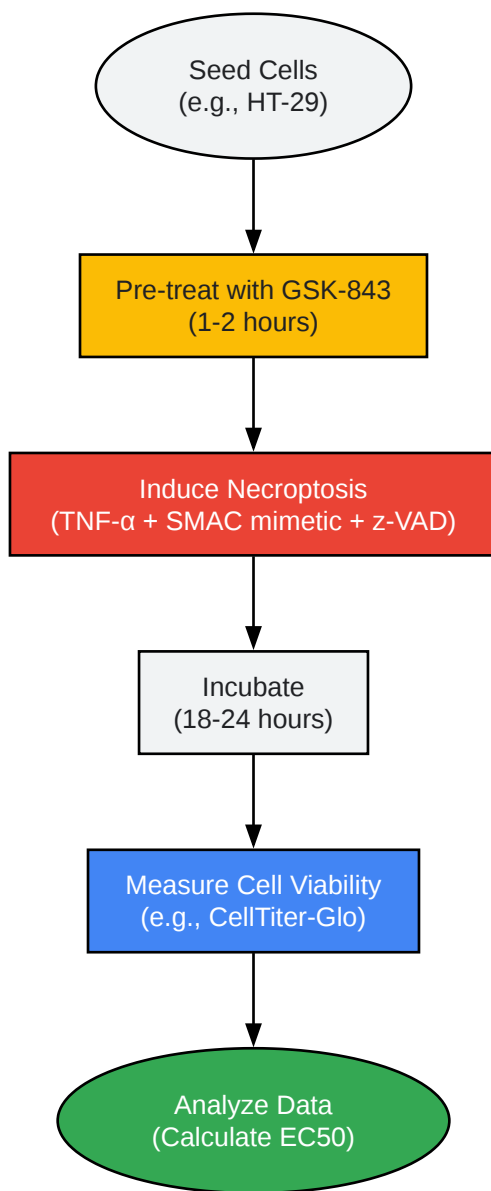 Seed Cells
(e.g., HT-29)
Pre-treat with GSK-843
(1-2 hours)
Induce Necroptosis
(TNF-α + SMAC mimetic + z-VAD)
Incubate
(18-24 hours)
Measure Cell Viability
(e.g., CellTiter-Glo)
Analyze Data
(Calculate EC50)